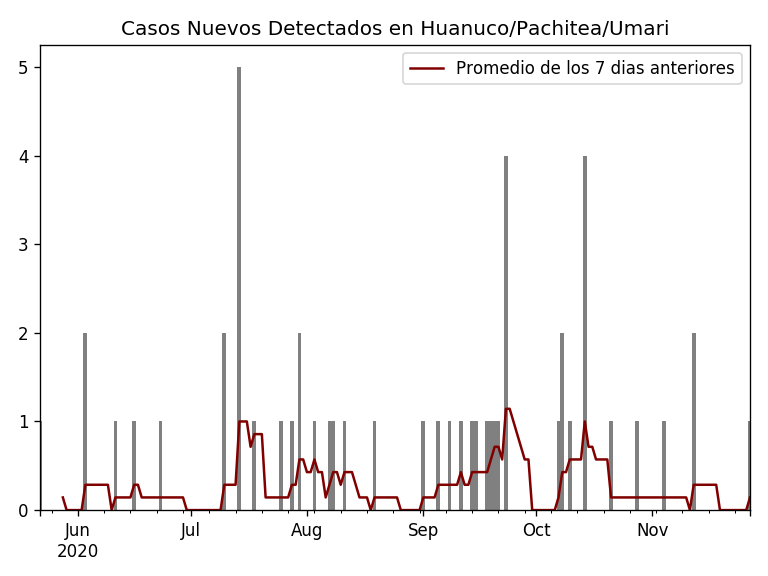 Casos Nuevos Detectados en Huanuco/Pachitea/Umari
Promedio de los 7 dias anteriores
5
4
3
2
1
0
Jun Jul Aug Sep Oct Nov
2020